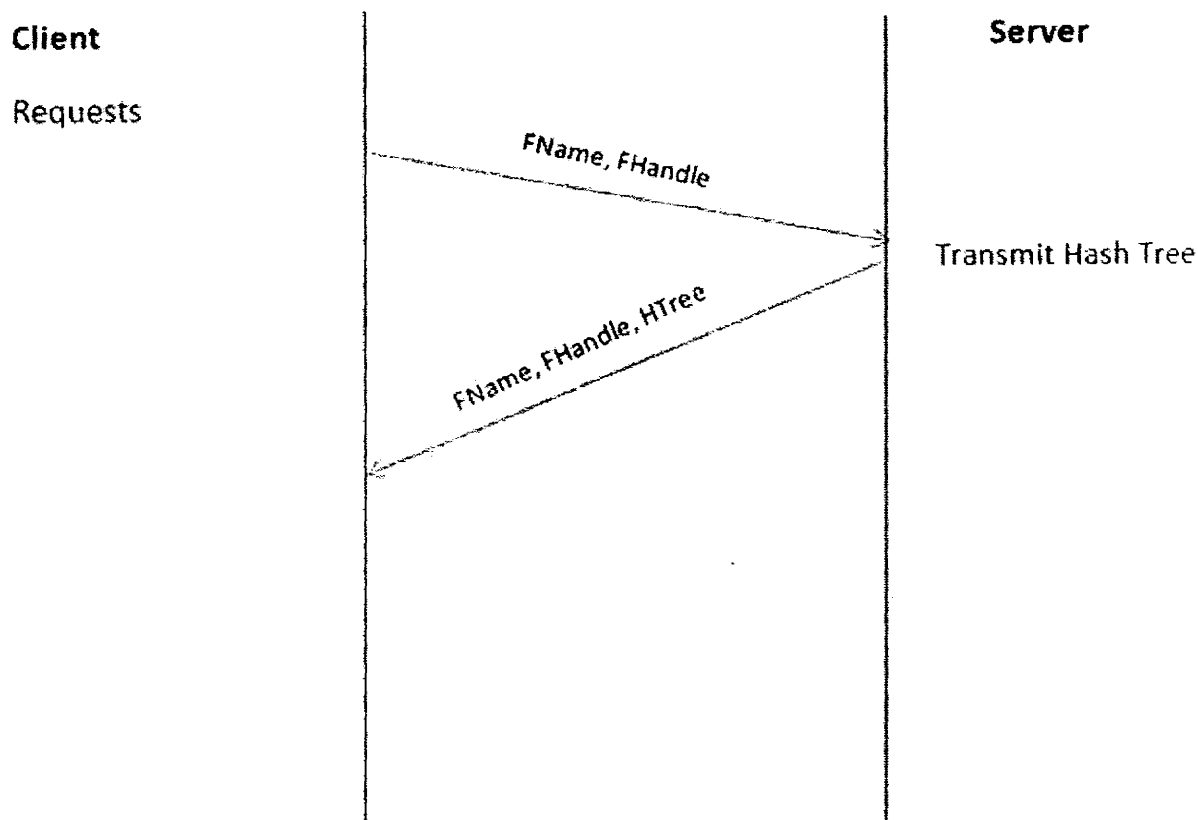 Client
Server
Requests
FName, FHandle
Transmit Hash Tree
FName, FHandle, HTree